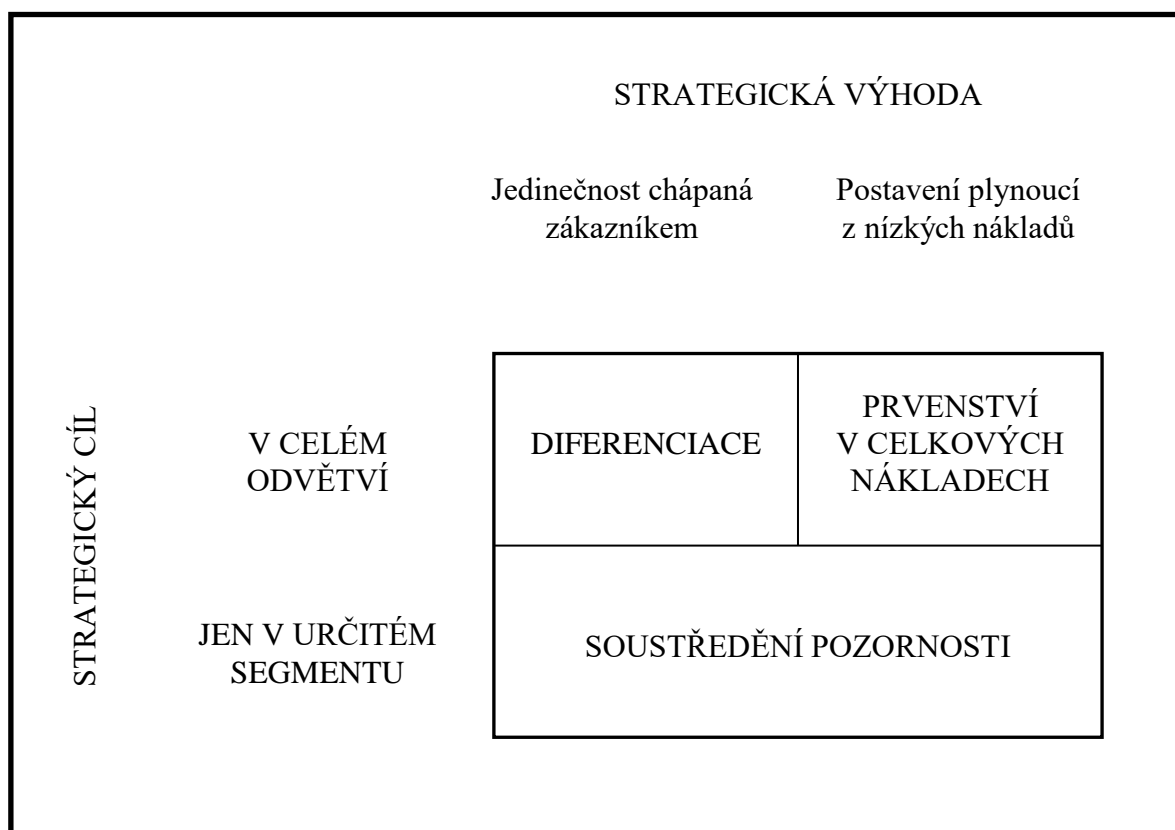 STRATEGICKÁ VÝHODA
Jedinečnost chápaná
zákazníkem
Postavení plynoucí
z nízkých nákladů
STRATEGICKÝ CÍL
V CELÉM
ODVĚTVÍ
DIFERENCIACE
PRVENSTVÍ
V CELKOVÝCH
NÁKLADECH
JEN V URČITÉM
SEGMENTU
SOUSTŘEDĚNÍ POZORNOSTI